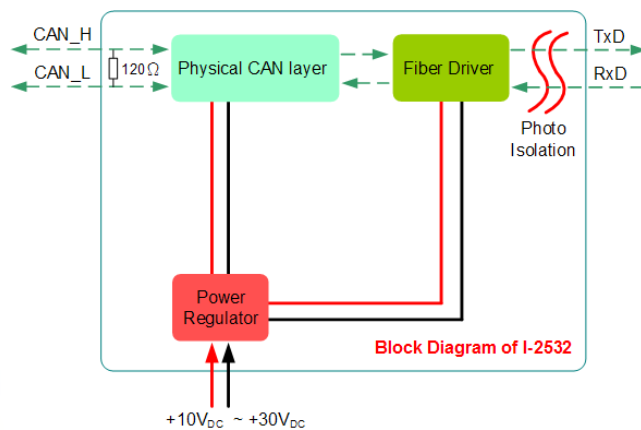 CAN_H
TxD
120Ω
Physical CAN layer
Fiber Driver
CAN_L
RxD
Photo
Isolation
Power
Regulator
Block Diagram of I-2532
+10VDC ~ +30VDC